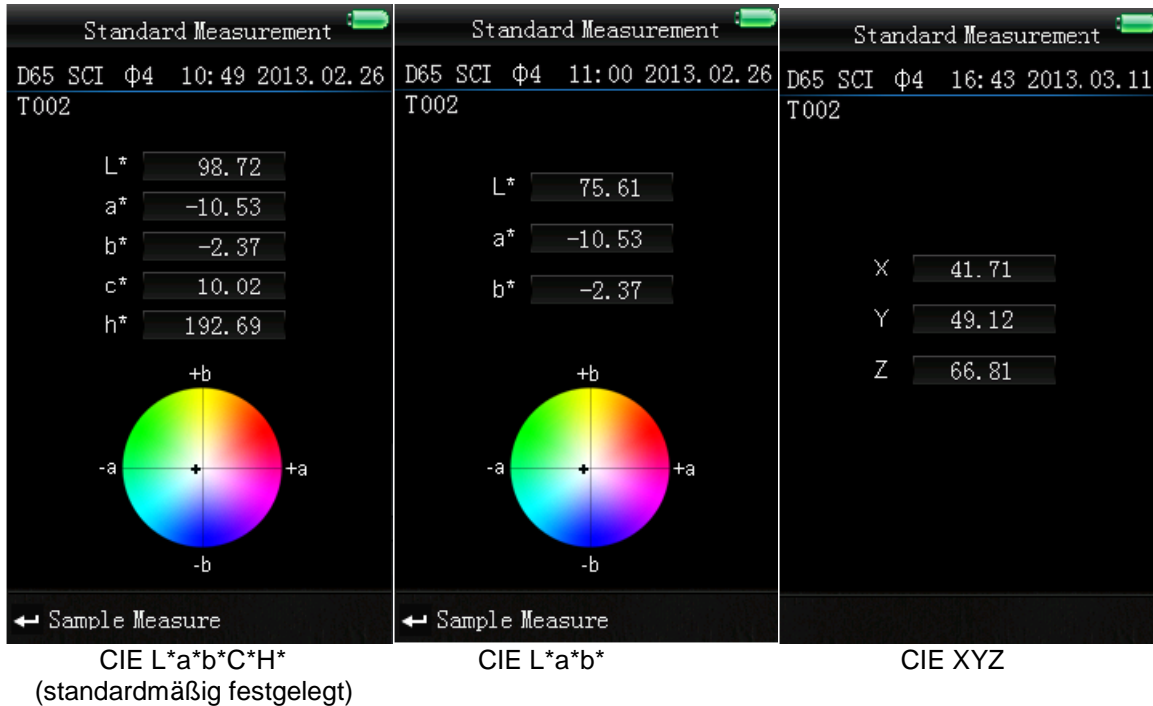 Standard Measurement
D65 SCI Φ4 10:49 2013.02.26
T002
L* 98.72
a* -10.53
b* -2.37
c* 10.02
h* 192.69
+b
-a
+a
-b
Sample Measure
CIE L*a*b*C*H*
(standardmäßig festgelegt)
Standard Measurement
D65 SCI Φ4 11:00 2013.02.26
T002
L* 75.61
a* -10.53
b* -2.37
+b
-a
+a
-b
Sample Measure
CIE L*a*b*
Standard Measurement
D65 SCI Φ4 16:43 2013.03.11
T002
X 41.71
Y 49.12
Z 66.81
CIE XYZ